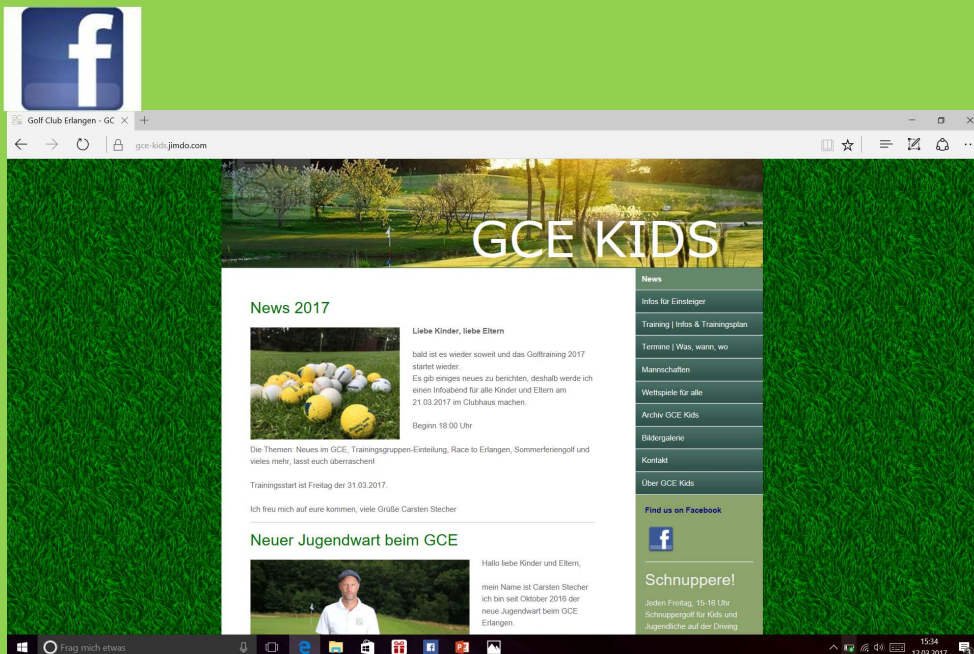 f
Golf Club Erlangen - GC
gce-kids.jimdo.com
GCE KIDS
News 2017
Liebe Kinder, liebe Eltern
bald ist es wieder soweit und das Golftraining 2017
startet wieder.
Es gib einiges neues zu berichten, deshalb werde ich
einen Infoabend für alle Kinder und Eltern am
21.03.2017 im Clubhaus machen.
Beginn 18:00 Uhr
Die Themen: Neues im GCE, Trainingsgruppen-Einteilung, Race to Erlangen, Sommerferiengolf und
vieles mehr, lasst euch überraschen!
Trainingsstart ist Freitag der 31.03.2017.
Ich freu mich auf eure kommen, viele Grüße Carsten Stecher
Neuer Jugendwart beim GCE
Hallo liebe Kinder und Eltern,
mein Name ist Carsten Stecher
ich bin seit Oktober 2016 der
neue Jugendwart beim GCE
Erlangen.
News
Infos für Einsteiger
Training | Infos & Trainingsplan
Termine | Was, wann, wo
Mannschaften
Wettspiele für alle
Archiv GCE Kids
Bildergalerie
Kontakt
Über GCE Kids
Find us on Facebook
f
Schnuppere!
Jeden Freitag, 15-16 Uhr
Schnuppergolf für Kids und
Jugendliche auf der Driving
Frag mich etwas
15:34
12.03.2017